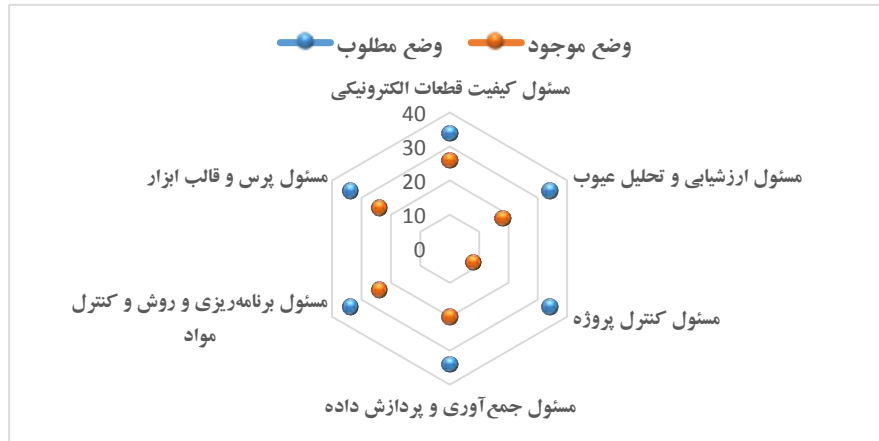 وضع موجود
وضع مطلوب
مسئول کیفیت قطعات الکترونیکی
40
30
20
10
0
مسئول ارزشیابی و تحلیل عیوب
مسئول کنترل پروژه
مسئول جمع‌آوری و پردازش داده
مسئول برنامه‌ریزی و روش و کنترل
مواد
مسئول پرس و قالب ابزار